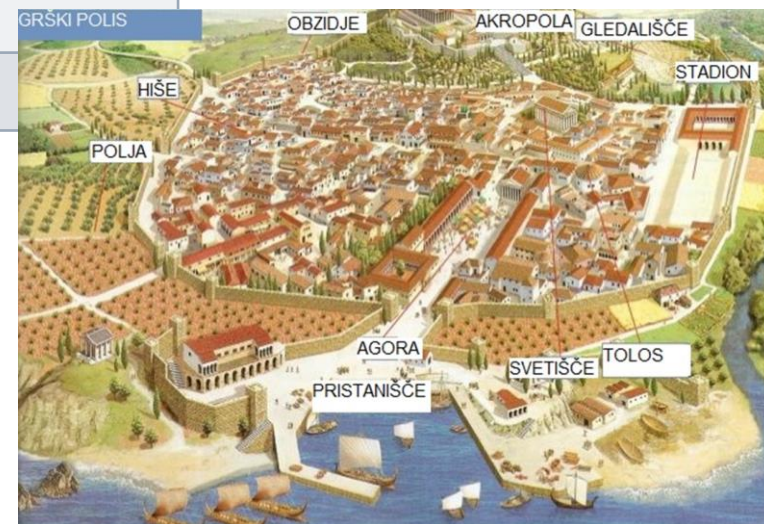 GRŠKI POLIS
OBZIDJE
AKROPOLA
GLEDALIŠČE
STADION
HIŠE
POLJA
AGORA
SVETIŠČE
TOLOS
PRISTANIŠČE